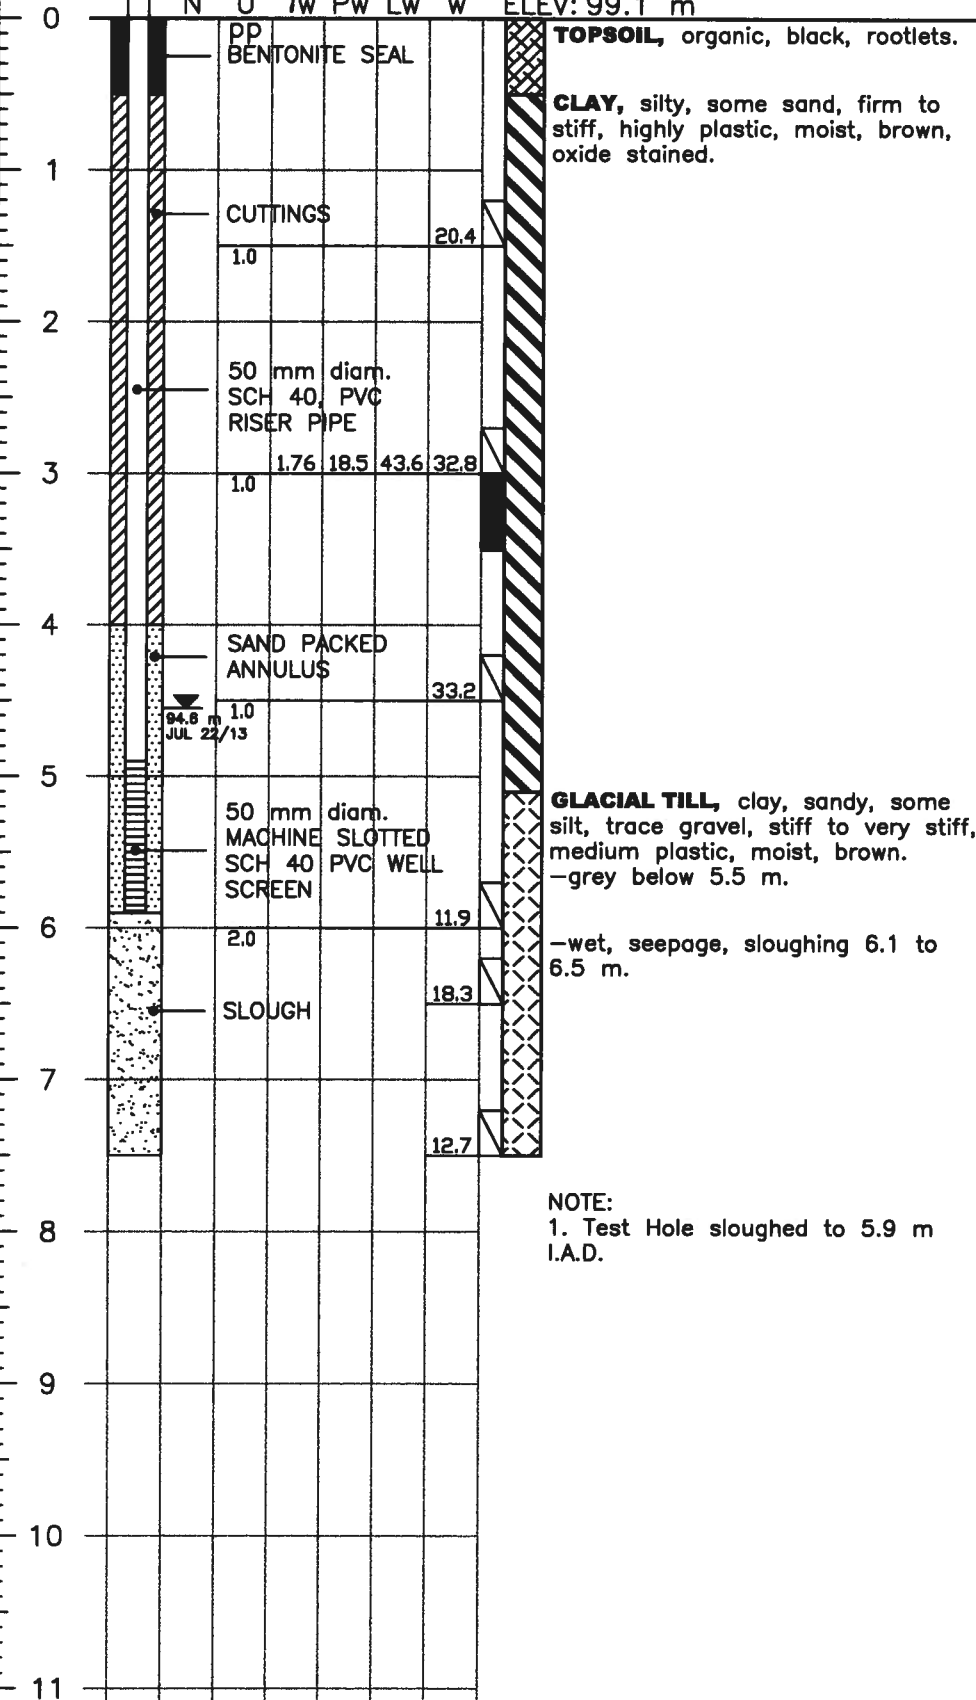 N U γw PW LW W ELEV: 99.1 m
0
pp
BENTONITE SEAL
TOPSOIL, organic, black, rootlets.
CLAY, silty, some sand, firm to
stiff, highly plastic, moist, brown,
oxide stained.
1
CUTTINGS
20.4
1.0
2
50 mm diam.
SCH 40, PVC
RISER PIPE
1.76 18.5 43.6 32.8
3
1.0
4
SAND PACKED
ANNULUS
33.2
1.0
94.6 m
JUL 22/13
5
50 mm diam.
MACHINE SLOTTED
SCH 40 PVC WELL
SCREEN
GLACIAL TILL, clay, sandy, some
silt, trace gravel, stiff to very stiff,
medium plastic, moist, brown.
-grey below 5.5 m.
11.9
6
2.0
-wet, seepage, sloughing 6.1 to
6.5 m.
18.3
SLOUGH
7
12.7
NOTE:
1. Test Hole sloughed to 5.9 m
I.A.D.
8
9
10
11